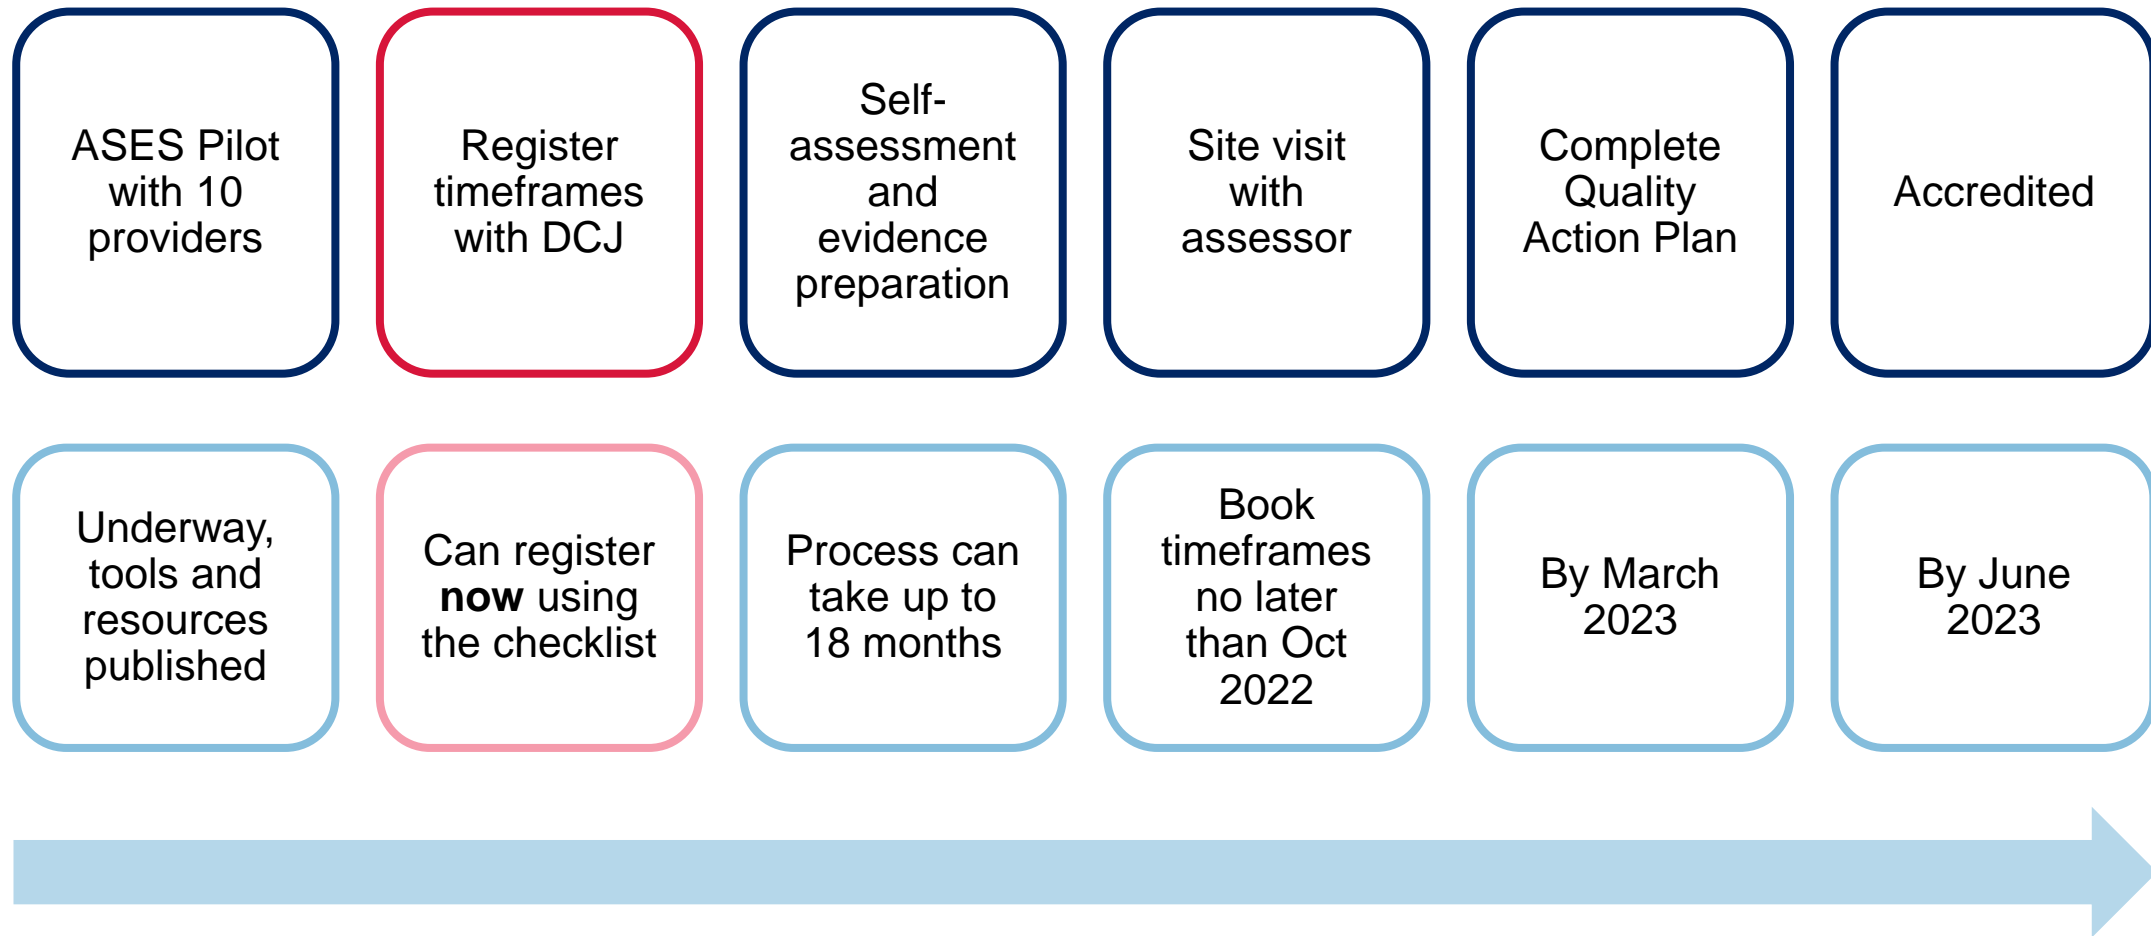 ASES Pilot
with 10
providers
Register
timeframes
with DCJ
Self-
assessment
and
evidence
preparation
Site visit
with
assessor
Complete
Quality
Action Plan
Accredited
Underway,
tools and
resources
published
Can register
now using
the checklist
Process can
take up to
18 months
Book
timeframes
no later
than Oct
2022
By March
2023
By June
2023